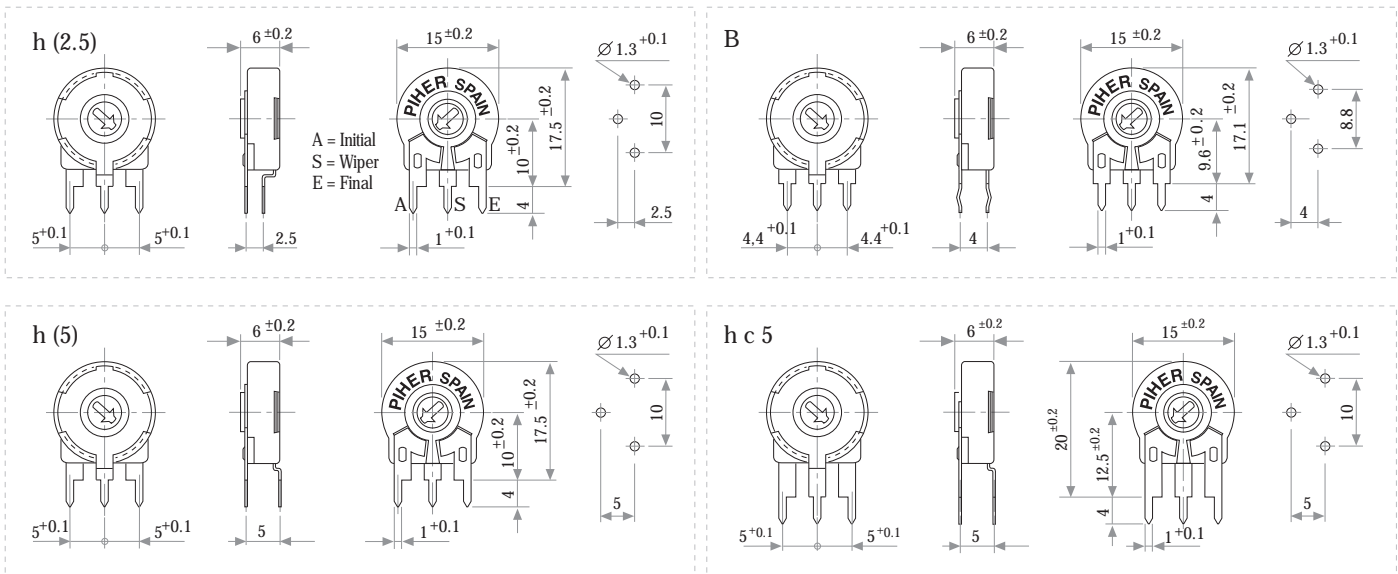 h (2.5)
6 ±0.2
15 ±0.2
Ø 1.3 +0.1
PIHER SPAIN
A = Initial
S = Wiper
E = Final
10 ±0.2
17.5 ±0.2
10
4
A
S
E
5 +0.1
5 +0.1
2.5
1 +0.1
2.5
B
6 ±0.2
15 ±0.2
Ø 1.3 +0.1
PIHER SPAIN
9.6 ±0.2
17.1 ±0.2
8.8
4
4,4 +0.1
4.4 +0.1
4
1 +0.1
4
h (5)
6 ±0.2
15 ±0.2
Ø 1.3 +0.1
PIHER SPAIN
10 ±0.2
17.5 ±0.2
10
4
5 +0.1
5 +0.1
5
1 +0.1
5
h c 5
6 ±0.2
15 ±0.2
Ø 1.3 +0.1
PIHER SPAIN
20 ±0.2
12.5 ±0.2
10
4
5 +0.1
5 +0.1
5
1 +0.1
5